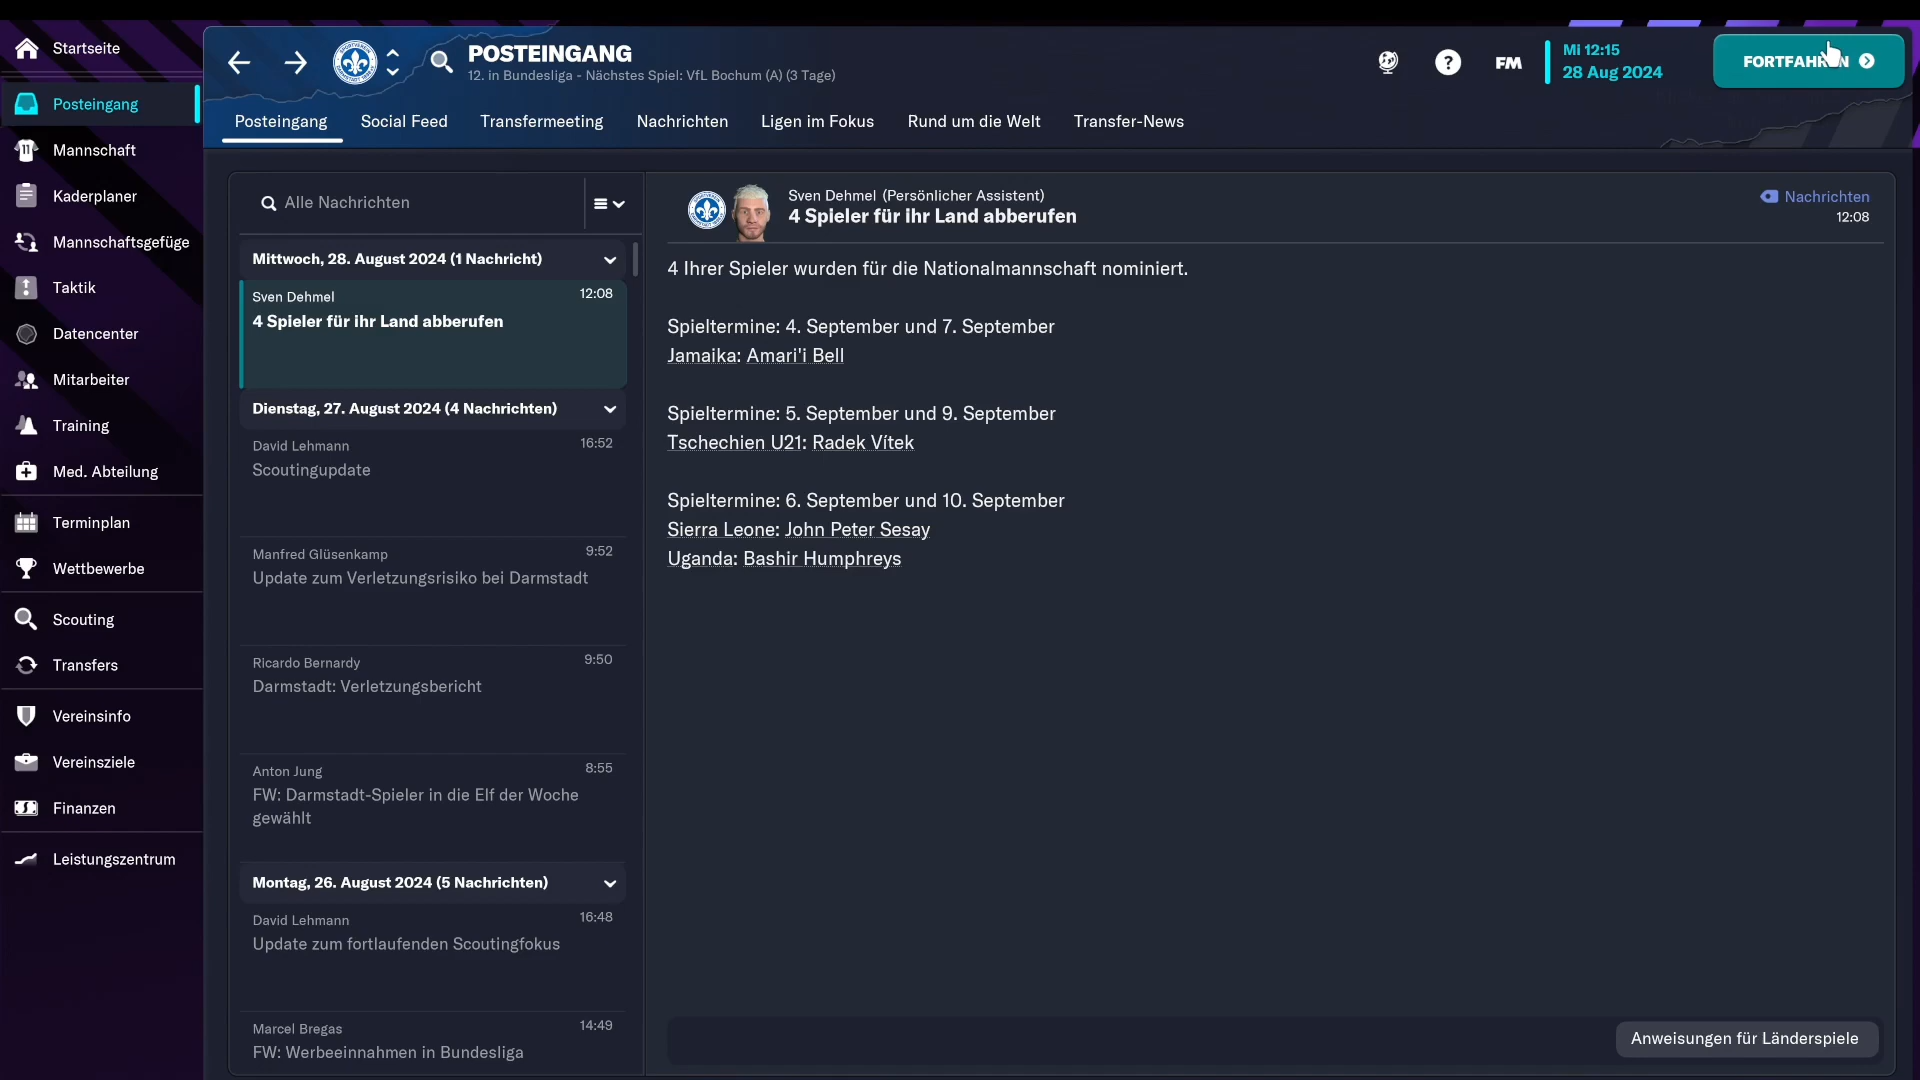 Startseite
Posteingang
Mannschaft
Kaderplaner
Mannschaftsgefüge
Taktik
Datencenter
Mitarbeiter
Training
Med. Abteilung
Terminplan
Wettbewerbe
Scouting
Transfers
Vereinsinfo
Vereinsziele
Finanzen
Leistungszentrum
POSTEINGANG
12. in Bundesliga - Nächstes Spiel: VfL Bochum (A) (3 Tage)
FM
Mi 12:15
28 Aug 2024
Posteingang Social Feed Transfermeeting Nachrichten Ligen im Fokus Rund um die Welt Transfer-News
Alle Nachrichten
Mittwoch, 28. August 2024 (1 Nachricht)
Sven Dehmel 12:08
4 Spieler für ihr Land abberufen
Dienstag, 27. August 2024 (4 Nachrichten)
David Lehmann 16:52
Scoutingupdate
Manfred Glüsenkamp 9:52
Update zum Verletzungsrisiko bei Darmstadt
Ricardo Bernardy 9:50
Darmstadt: Verletzungsbericht
Anton Jung 8:55
FW: Darmstadt-Spieler in die Elf der Woche
gewählt
Montag, 26. August 2024 (5 Nachrichten)
David Lehmann 16:48
Update zum fortlaufenden Scoutingfokus
Marcel Bregas 14:49
FW: Werbeeinnahmen in Bundesliga
Sven Dehmel (Persönlicher Assistent)
4 Spieler für ihr Land abberufen
Nachrichten
12:08
4 Ihrer Spieler wurden für die Nationalmannschaft nominiert.
Spieltermine: 4. September und 7. September
Jamaika: Amari'i Bell
Spieltermine: 5. September und 9. September
Tschechien U21: Radek Vítek
Spieltermine: 6. September und 10. September
Sierra Leone: John Peter Sesay
Uganda: Bashir Humphreys
Anweisungen für Länderspiele